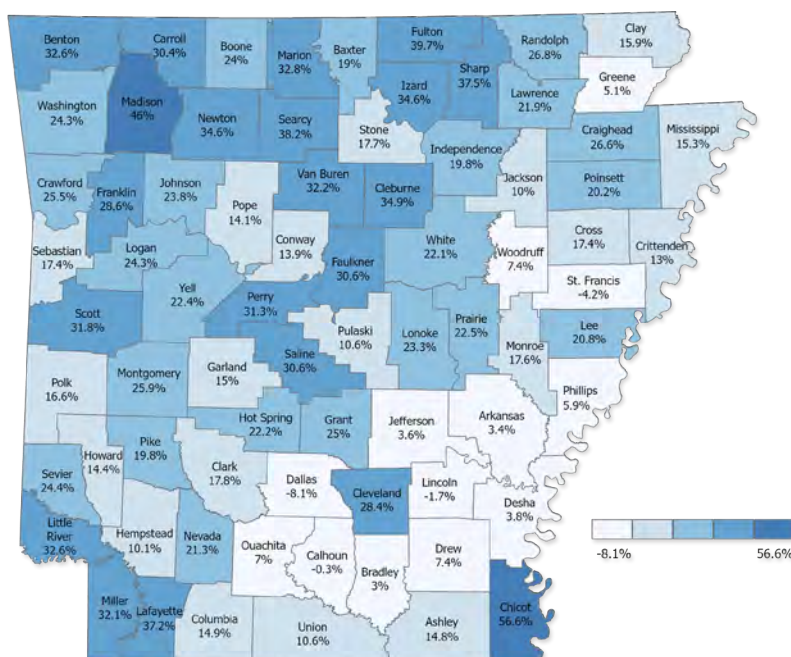 Benton
32.6%
Carroll
30.4%
Boone
24%
Marion
32.8%
Baxter
19%
Fulton
39.7%
Randolph
26.8%
Clay
15.9%
Greene
5.1%
Izard
34.6%
Sharp
37.5%
Lawrence
21.9%
Washington
24.3%
Madison
46%
Newton
34.6%
Searcy
38.2%
Stone
17.7%
Independence
19.8%
Craighead
26.6%
Mississippi
15.3%
Crawford
25.5%
Franklin
28.6%
Johnson
23.8%
Pope
14.1%
Van Buren
32.2%
Cleburne
34.9%
Jackson
10%
Poinsett
20.2%
Sebastian
17.4%
Logan
24.3%
Conway
13.9%
Faulkner
30.6%
White
22.1%
Woodruff
7.4%
Cross
17.4%
Crittenden
13%
St. Francis
-4.2%
Scott
31.8%
Yell
22.4%
Perry
31.3%
Pulaski
10.6%
Lonoke
23.3%
Prairie
22.5%
Monroe
17.6%
Lee
20.8%
Polk
16.6%
Montgomery
25.9%
Garland
15%
Saline
30.6%
Phillips
5.9%
Hot Spring
22.2%
Grant
25%
Jefferson
3.6%
Arkansas
3.4%
Sevier
24.4%
Howard
14.4%
Pike
19.8%
Clark
17.8%
Dallas
-8.1%
Cleveland
28.4%
Lincoln
-1.7%
Desha
3.8%
Little
River
32.6%
Hempstead
10.1%
Nevada
21.3%
Ouachita
7%
Calhoun
-0.3%
Bradley
3%
Drew
7.4%
Miller
32.1%
Lafayette
37.2%
Columbia
14.9%
Union
10.6%
Ashley
14.8%
Chicot
56.6%
-8.1%
56.6%